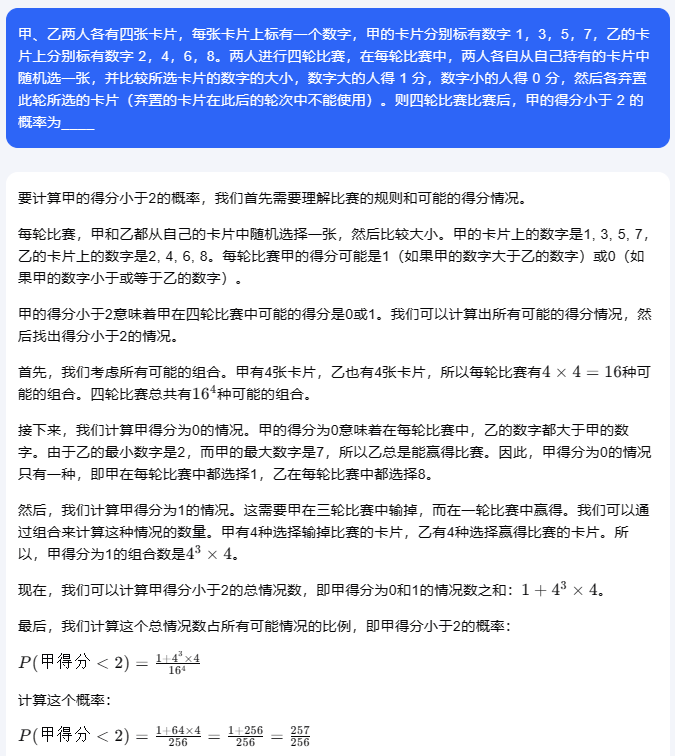 甲、乙两人各有四张卡片，每张卡片上标有一个数字，甲的卡片分别标有数字 1，3，5，7，乙的卡
片上分别标有数字 2，4，6，8。两人进行四轮比赛，在每轮比赛中，两人各自从自己持有的卡片中
随机选一张，并比较所选卡片的数字的大小，数字大的人得 1 分，数字小的人得 0 分，然后各弃置
此轮所选的卡片（弃置的卡片在此后的轮次中不能使用）。则四轮比赛比赛后，甲的得分小于 2 的
概率为_____
要计算甲的得分小于2的概率，我们首先需要理解比赛的规则和可能的得分情况。
每轮比赛，甲和乙都从自己的卡片中随机选择一张，然后比较大小。甲的卡片上的数字是1, 3, 5, 7，
乙的卡片上的数字是2, 4, 6, 8。每轮比赛甲的得分可能是1（如果甲的数字大于乙的数字）或0（如
果甲的数字小于或等于乙的数字）。
甲的得分小于2意味着甲在四轮比赛中可能的得分是0或1。我们可以计算出所有可能的得分情况，然
后找出得分小于2的情况。
首先，我们考虑所有可能的组合。甲有4张卡片，乙也有4张卡片，所以每轮比赛有4 × 4 = 16种可
能的组合。四轮比赛总共有16⁴种可能的组合。
接下来，我们计算甲得分为0的情况。甲的得分为0意味着在每轮比赛中，乙的数字都大于甲的数
字。由于乙的最小数字是2，而甲的最大数字是7，所以乙总是能赢得比赛。因此，甲得分为0的情况
只有一种，即甲在每轮比赛中都选择1，乙在每轮比赛中都选择8。
然后，我们计算甲得分为1的情况。这需要甲在三轮比赛中输掉，而在一轮比赛中赢得。我们可以通
过组合来计算这种情况的数量。甲有4种选择输掉比赛的卡片，乙有4种选择赢得比赛的卡片。所
以，甲得分为1的组合数是4³ × 4。
现在，我们可以计算甲得分小于2的总情况数，即甲得分为0和1的情况数之和：1 + 4³ × 4。
最后，我们计算这个总情况数占所有可能情况的比例，即甲得分小于2的概率：
P(甲得分 < 2) = (1+4³×4)/16⁴
计算这个概率：
P(甲得分 < 2) = (1+64×4)/256 = (1+256)/256 = 257/256